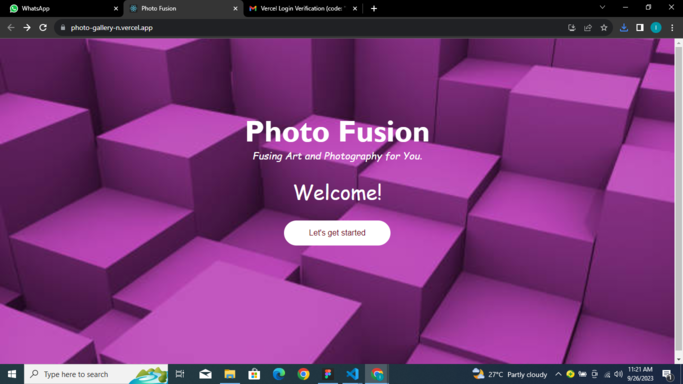 WhatsApp
Photo Fusion
Vercel Login Verification (code: "
photo-gallery-n.vercel.app
Photo Fusion
Fusing Art and Photography for You.
Welcome!
Let's get started
Type here to search
27°C Partly cloudy
11:21 AM
9/26/2023